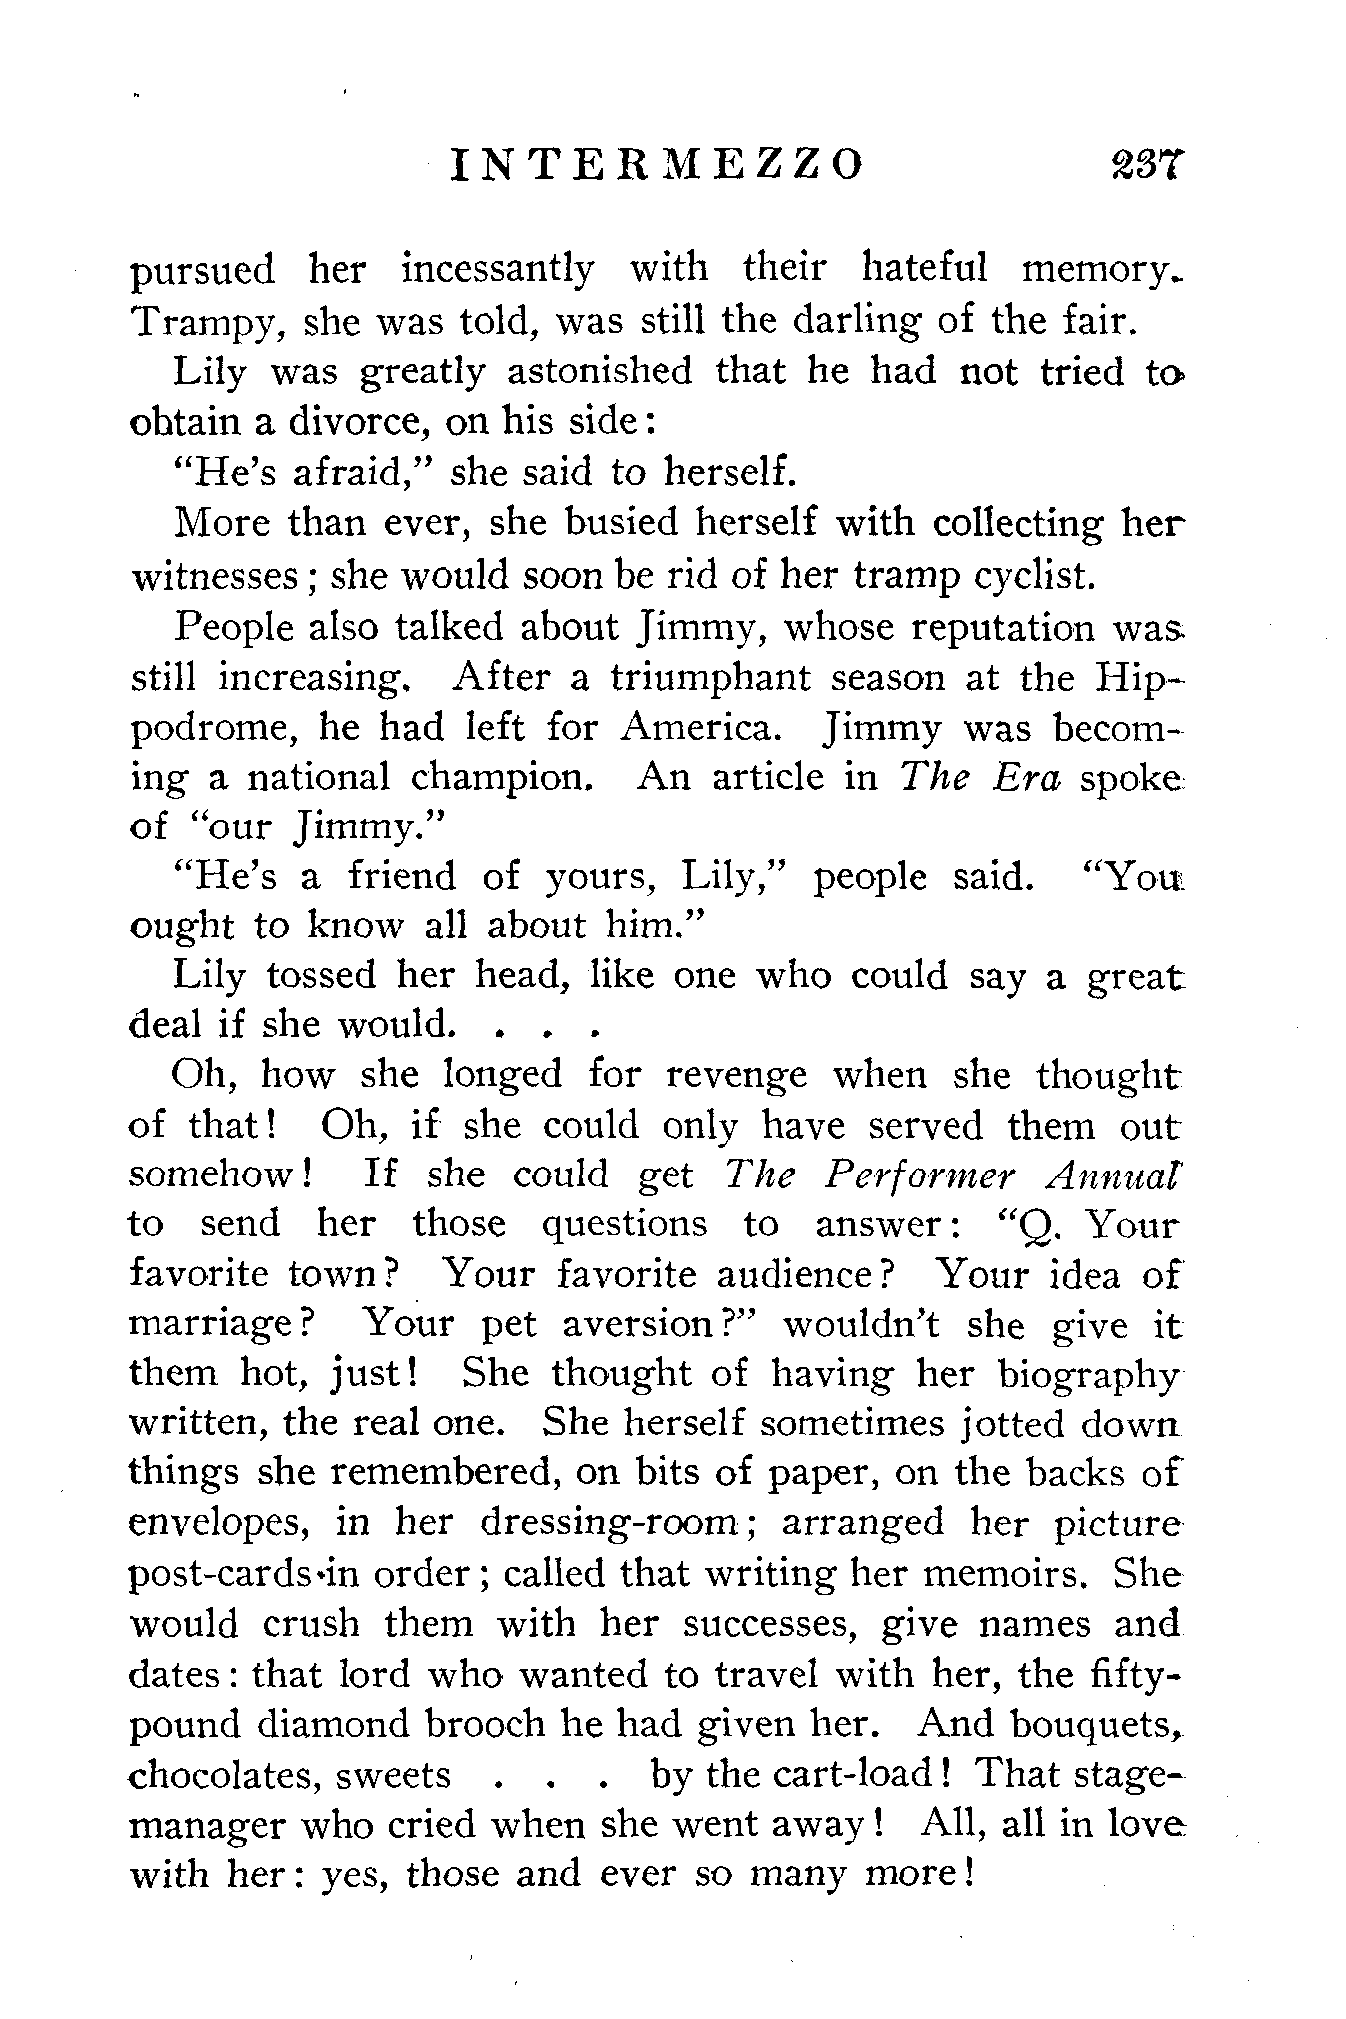 INTERMEZZO 237
pursued her incessantly with their hateful memory.
Trampy, she was told, was still the darling of the fair.
Lily was greatly astonished that he had not tried to
obtain a divorce, on his side:
“He’s afraid,” she said to herself.
More than ever, she busied herself with collecting her
witnesses; she would soon be rid of her tramp cyclist.
People also talked about Jimmy, whose reputation was
still increasing. After a triumphant season at the Hip-
podrome, he had left for America. Jimmy was becom-
ing a national champion. An article in The Era spoke
of “our Jimmy.”
“He’s a friend of yours, Lily,” people said. “You
ought to know all about him.”
Lily tossed her head, like one who could say a great
deal if she would. . . .
Oh, how she longed for revenge when she thought
of that! Oh, if she could only have served them out
somehow! If she could get The Performer Annual
to send her those questions to answer: “Q. Your
favorite town? Your favorite audience? Your idea of
marriage? Your pet aversion?” wouldn’t she give it
them hot, just! She thought of having her biography
written, the real one. She herself sometimes jotted down
things she remembered, on bits of paper, on the backs of
envelopes, in her dressing-room; arranged her picture
post-cards in order; called that writing her memoirs. She
would crush them with her successes, give names and
dates: that lord who wanted to travel with her, the fifty-
pound diamond brooch he had given her. And bouquets,
chocolates, sweets . . . by the cart-load! That stage-
manager who cried when she went away! All, all in love
with her: yes, those and ever so many more!